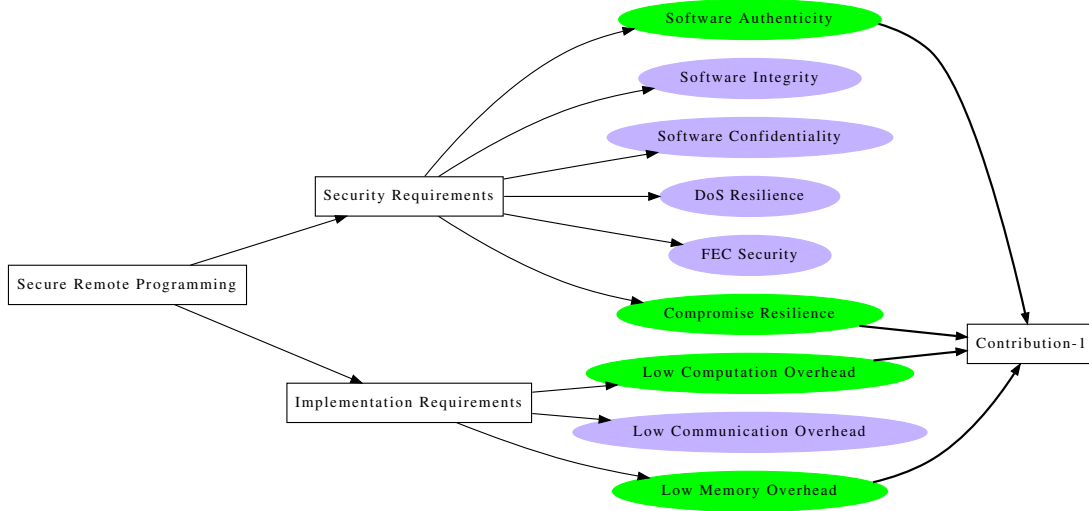 Software Authenticity
Software Integrity
Software Confidentiality
Security Requirements
DoS Resilience
FEC Security
Secure Remote Programming
Compromise Resilience
Contribution-1
Low Computation Overhead
Implementation Requirements
Low Communication Overhead
Low Memory Overhead